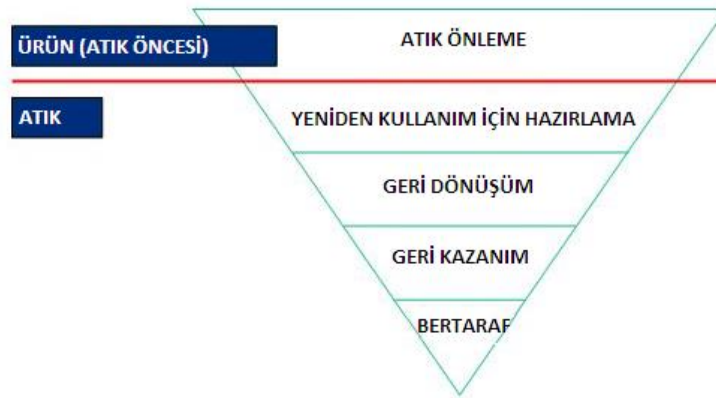 ÜRÜN (ATIK ÖNCESİ)
ATIK ÖNLEME
ATIK
YENİDEN KULLANIM İÇİN HAZIRLAMA
GERİ DÖNÜŞÜM
GERİ KAZANIM
BERTARAF